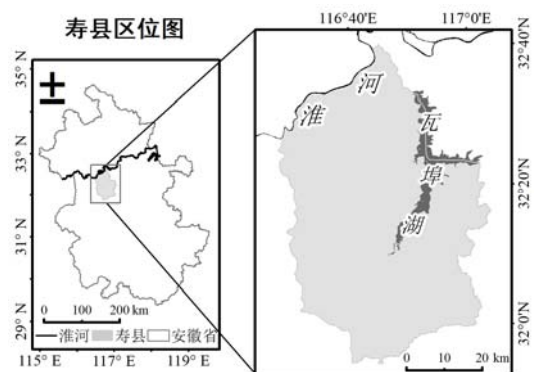 寿县区位图
35° N
33° N
31° N
29° N
0 100 200 km
淮河 寿县 安徽省
115°E 117°E 119°E
116°40′E 117°0′E
32°40′N
32°20′N
32°0′N
淮河
瓦埠湖
0 10 20 km